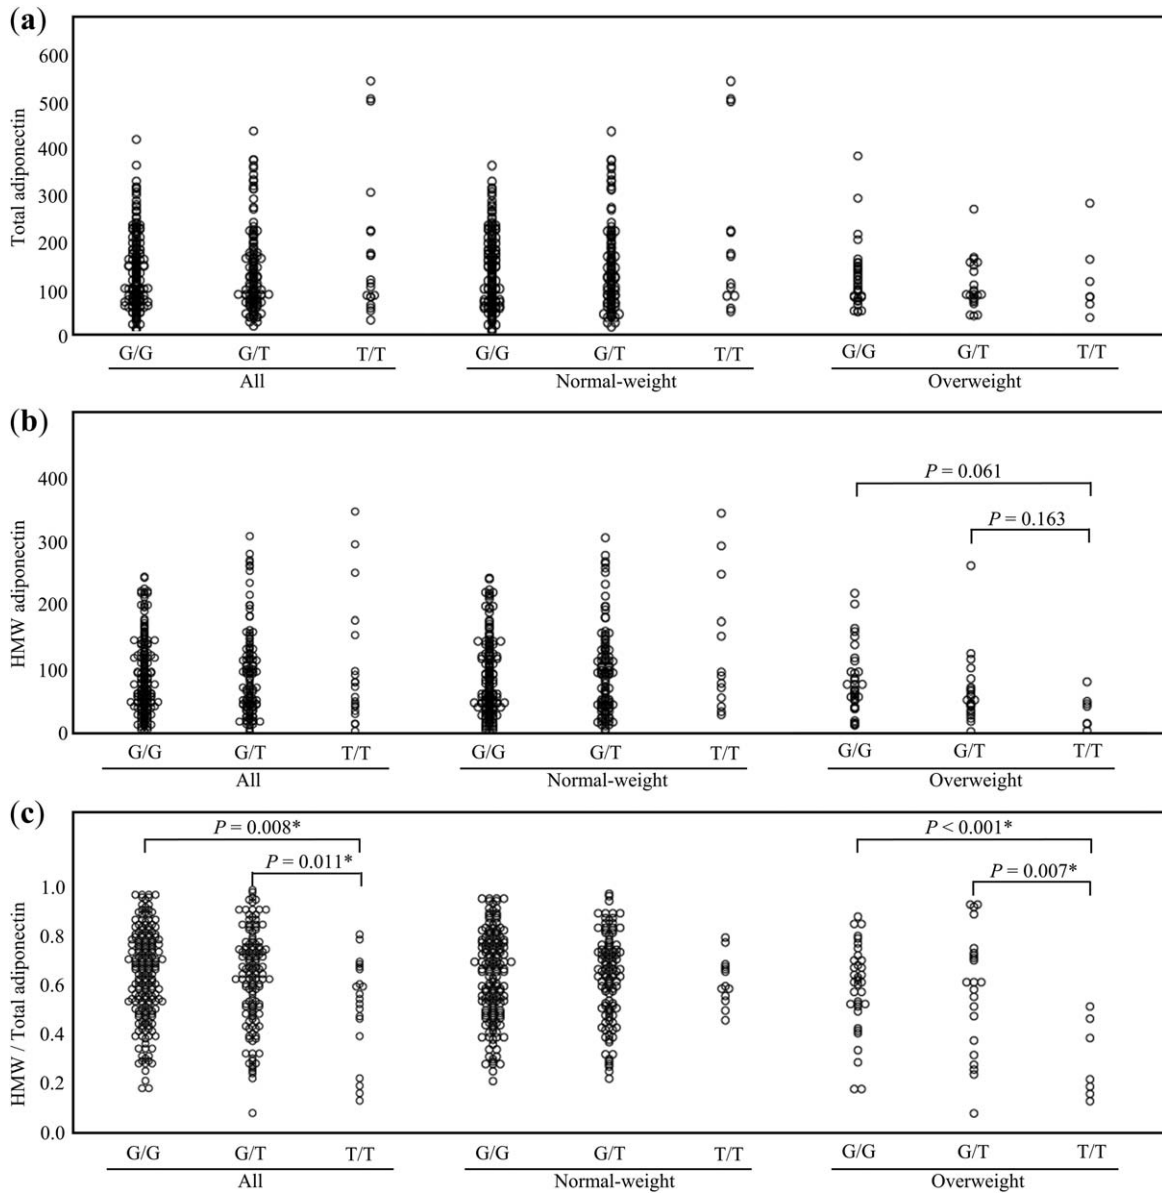 (a)
Total adiponectin
600
500
400
300
200
100
0
G/G G/T T/T G/G G/T T/T G/G G/T T/T
All Normal-weight Overweight
(b)
HMW adiponectin
400
300
200
100
0
P = 0.061
P = 0.163
G/G G/T T/T G/G G/T T/T G/G G/T T/T
All Normal-weight Overweight
(c)
HMW / Total adiponectin
1.0
0.8
0.6
0.4
0.2
0.0
P = 0.008* P < 0.001*
P = 0.011* P = 0.007*
G/G G/T T/T G/G G/T T/T G/G G/T T/T
All Normal-weight Overweight